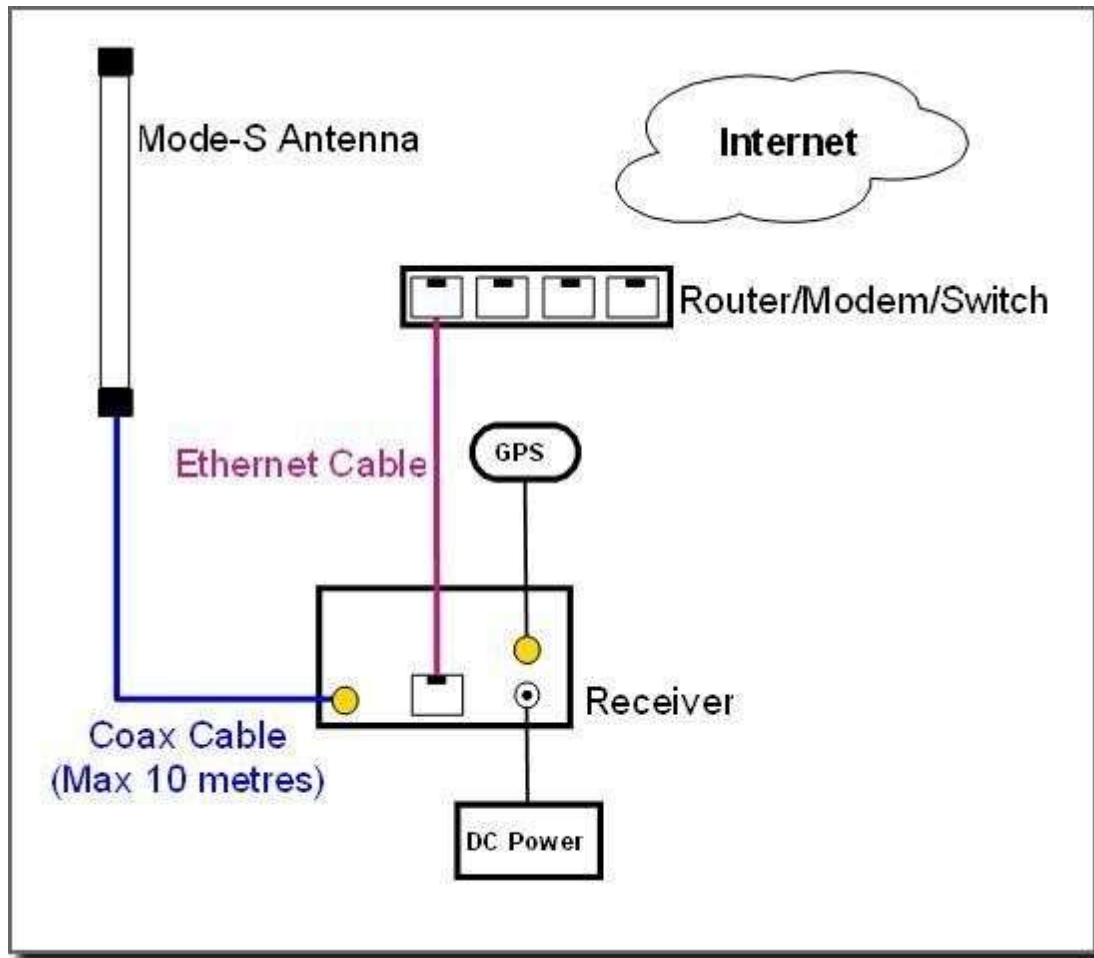 Mode-S Antenna
Internet
Router/Modem/Switch
GPS
Ethernet Cable
Receiver
Coax Cable
(Max 10 metres)
DC Power